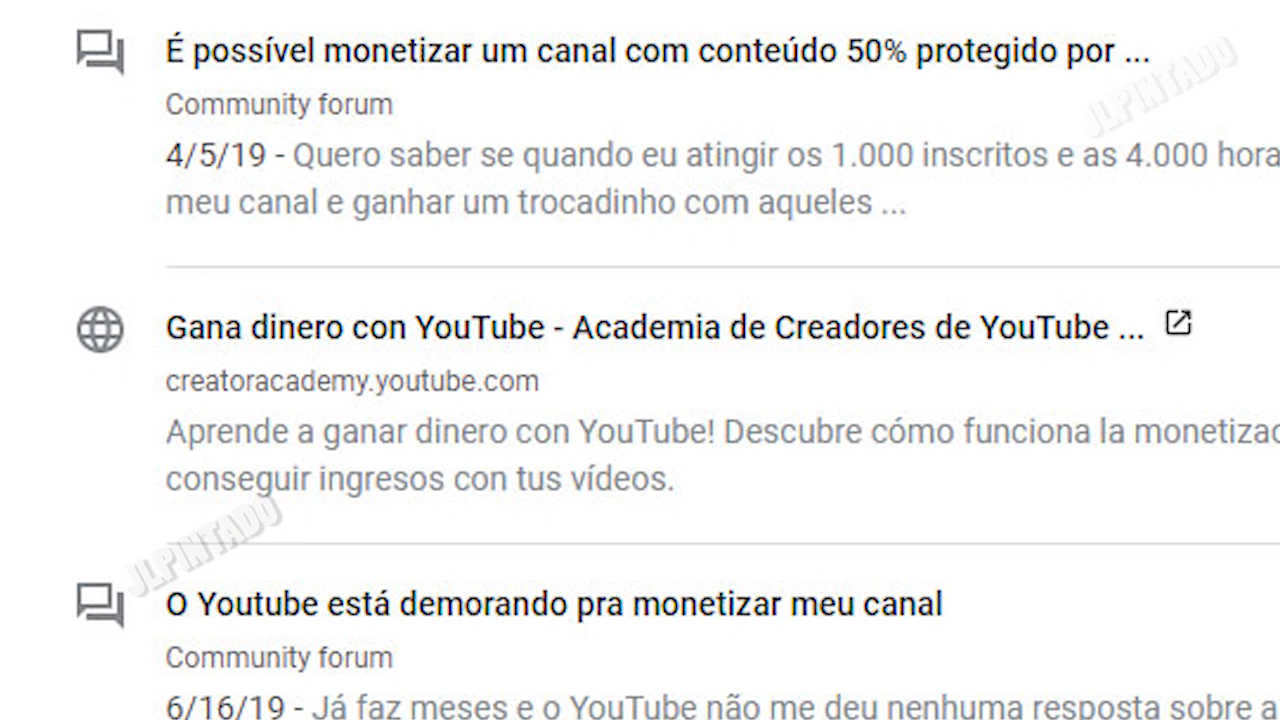 É possível monetizar um canal com conteúdo 50% protegido por ...
JLPINTADO
Community forum
4/5/19 - Quero saber se quando eu atingir os 1.000 inscritos e as 4.000 hora
meu canal e ganhar um trocadinho com aqueles ...
Gana dinero con YouTube - Academia de Creadores de YouTube ...
creatoracademy.youtube.com
Aprende a ganar dinero con YouTube! Descubre cómo funciona la monetizac
conseguir ingresos con tus vídeos.
JLPINTADO
O Youtube está demorando pra monetizar meu canal
Community forum
6/16/19 - Já faz meses e o YouTube não me deu nenhuma resposta sobre a